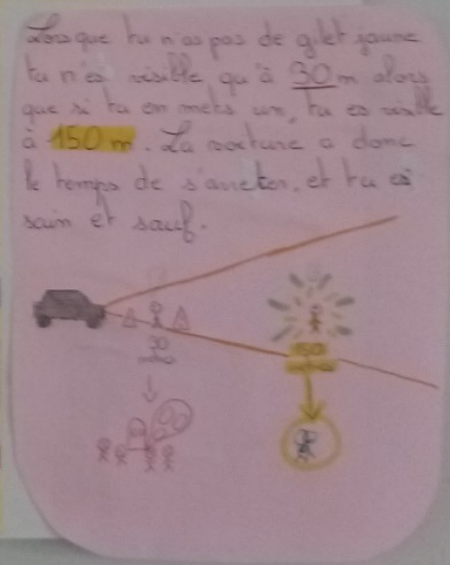 Lorsque tu n'as pas de gilet jaune
tu n'es visible qu'à 30 m alors
que si tu en mets un, tu es visible
à 150 m. La voiture a donc
le temps de s'arrêter, et tu es
sain et sauf.
30
150